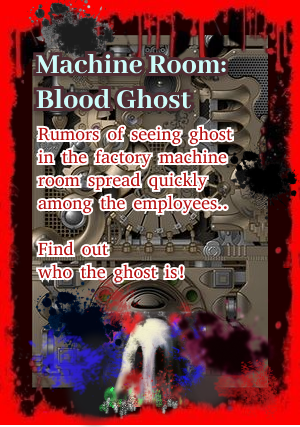 Machine Room:
Blood Ghost
Rumors of seeing ghost
in the factory machine
room spread quickly
among the employees..
Find out
who the ghost is!